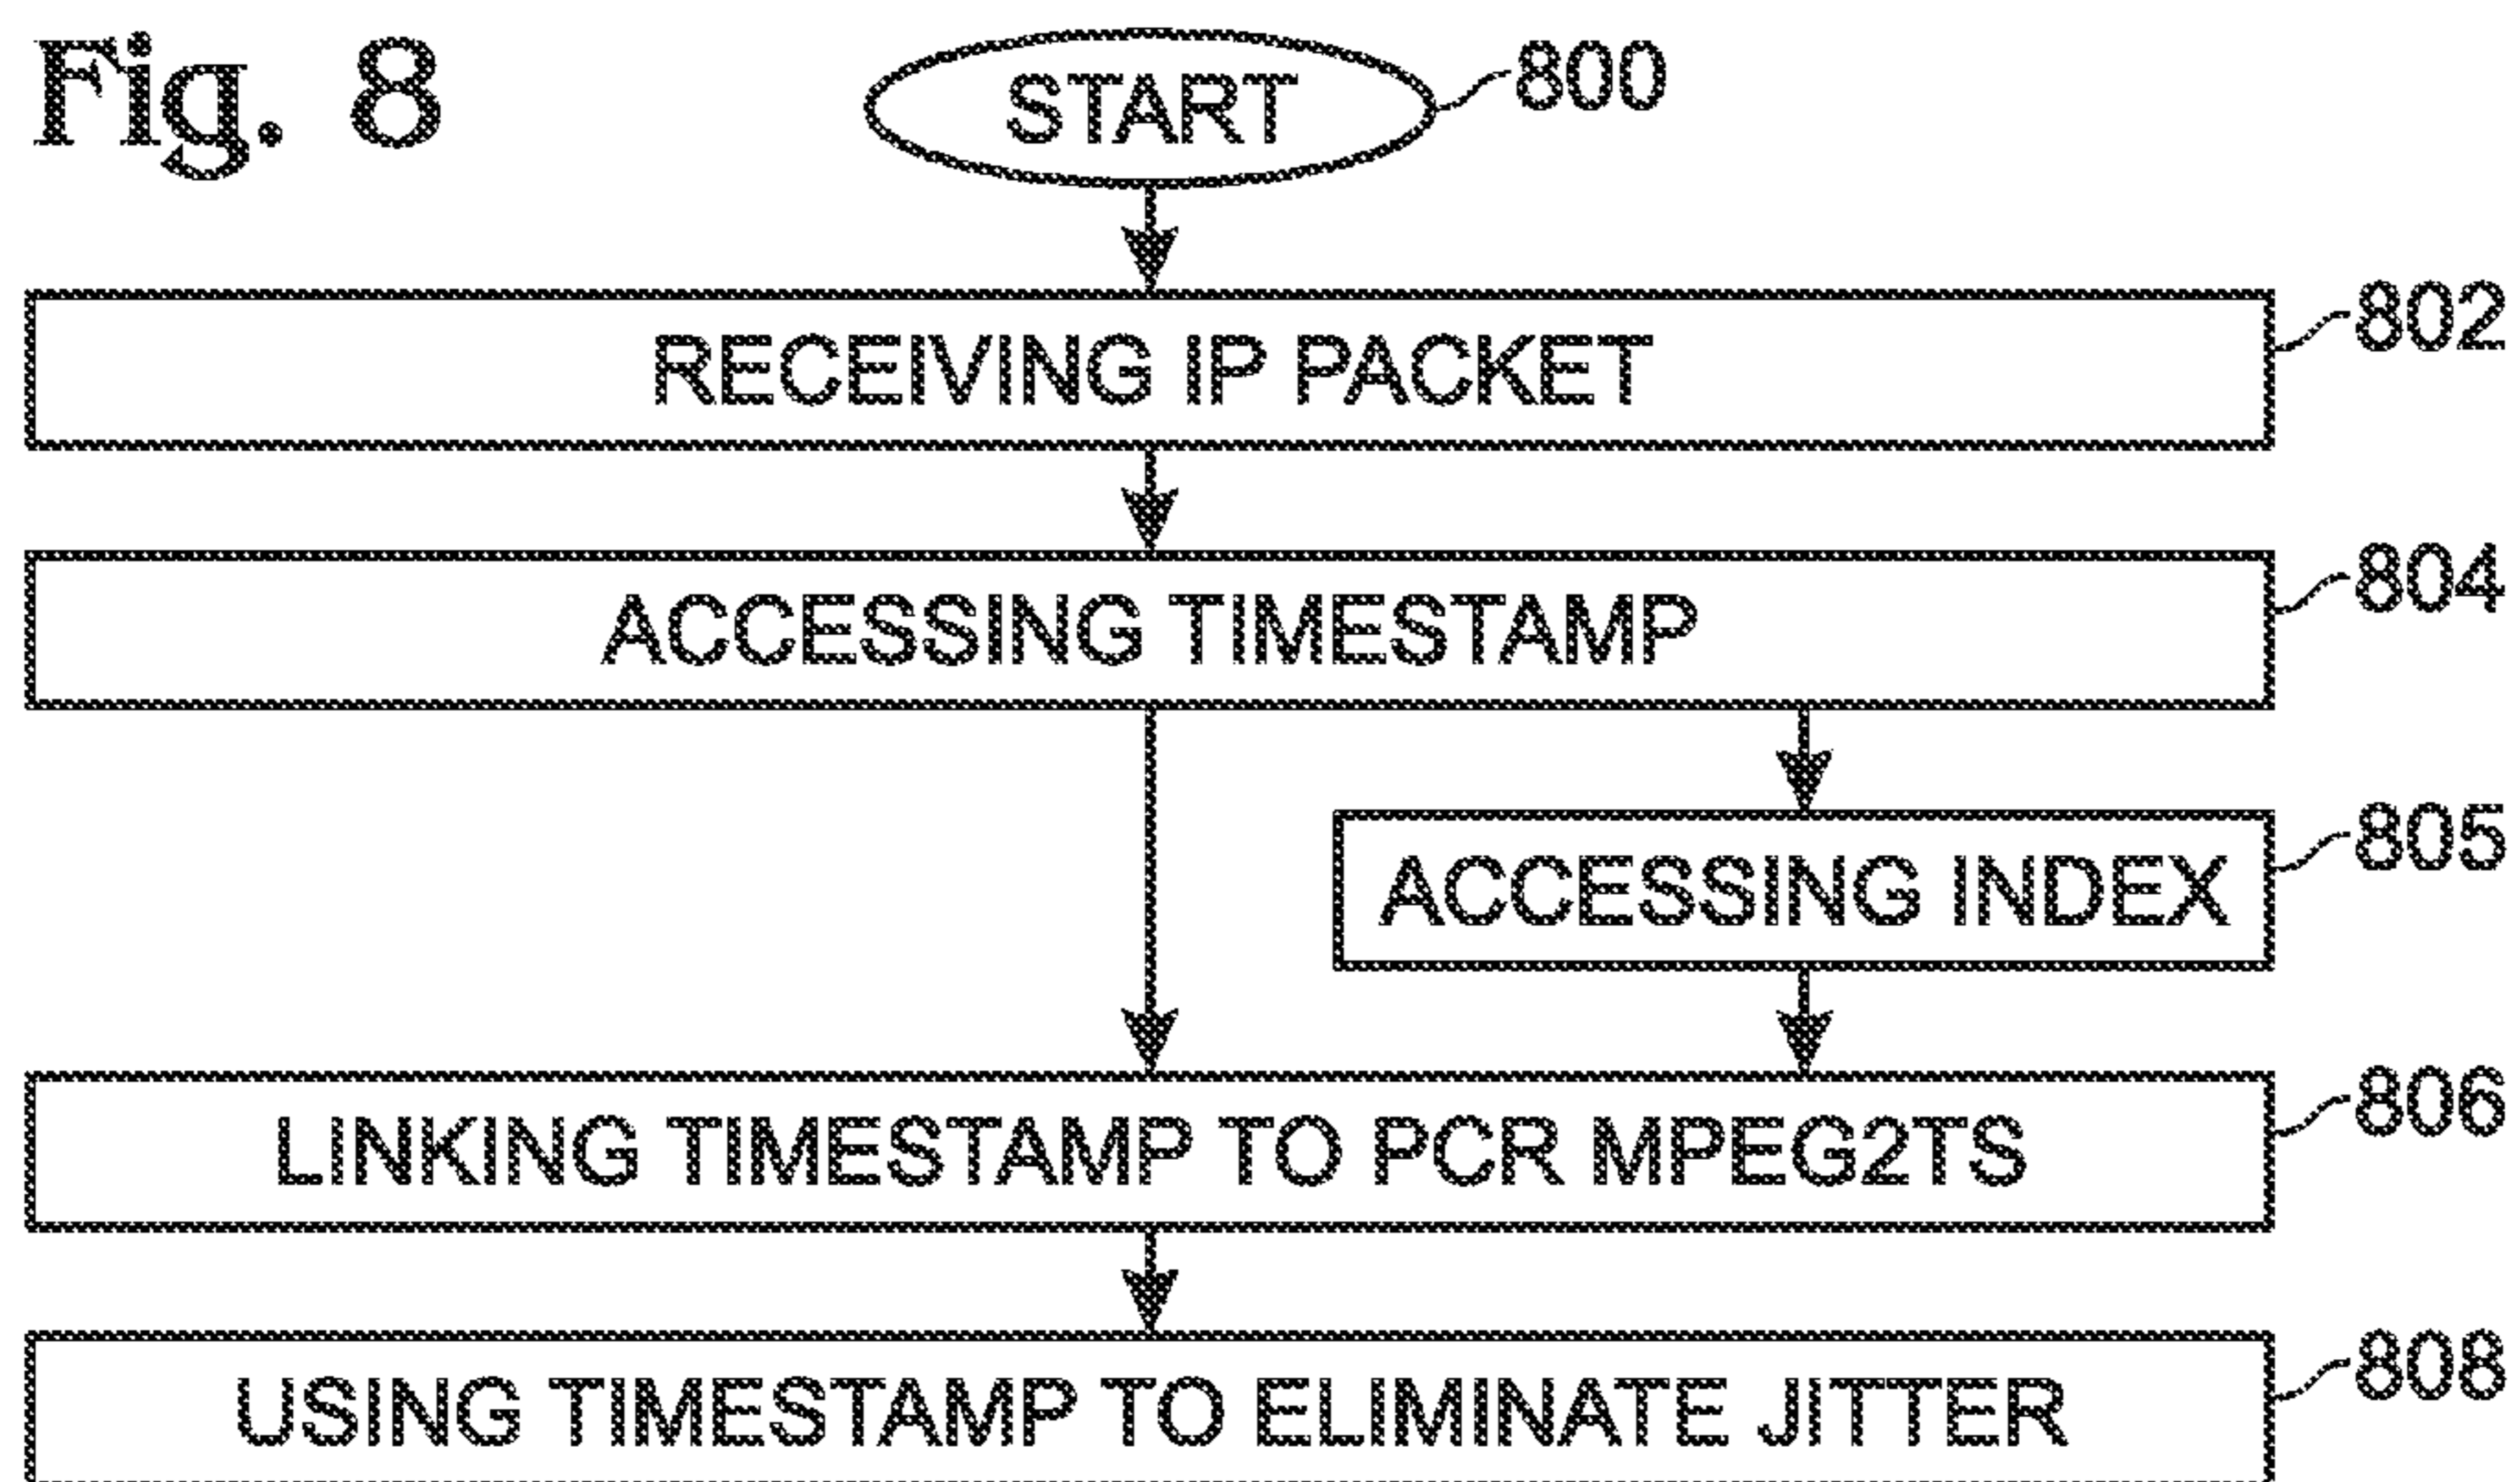 Fig. 8
START
800
RECEIVING IP PACKET
802
ACCESSING TIMESTAMP
804
ACCESSING INDEX
805
LINKING TIMESTAMP TO PCR MPEG2TS
806
USING TIMESTAMP TO ELIMINATE JITTER
808